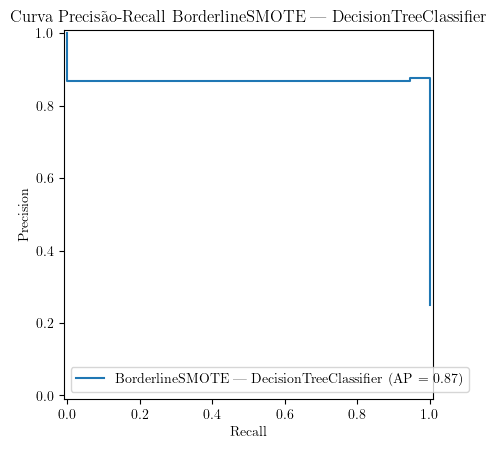 Curva Precisão-Recall BorderlineSMOTE — DecisionTreeClassifier
1.0
0.8
0.6
0.4
0.2
0.0
Precision
BorderlineSMOTE — DecisionTreeClassifier (AP = 0.87)
0.0 0.2 0.4 0.6 0.8 1.0
Recall